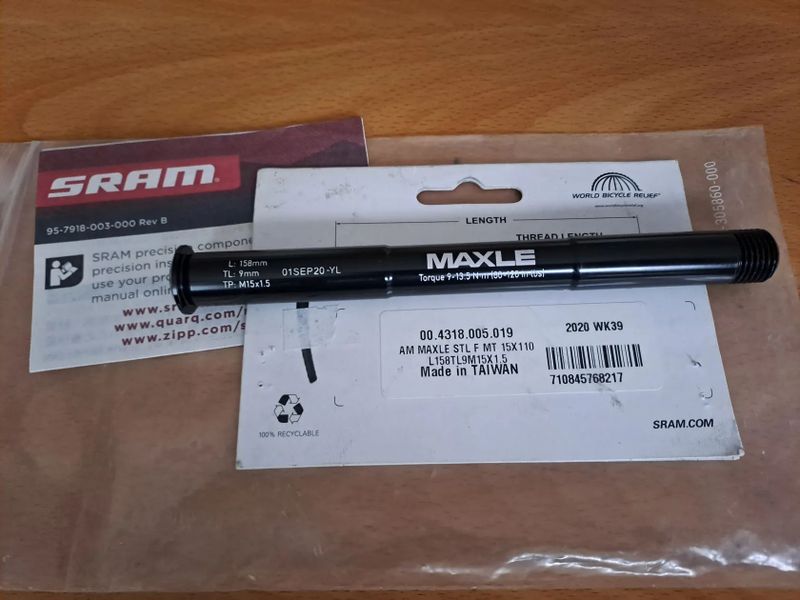 SRAM
95-7918-003-000 Rev B
SRAM precision compone
precision ins
use your pro
manual onli
www.sr
www.quarq.com/
www.zipp.com/s
WORLD BICYCLE RELIEF
LENGTH
THREAD LENGTH
-305860-000
L: 158mm
TL: 9mm
TP: M15x1.5
01SEP20-YL
MAXLE
Torque 9-13.5 N·m (80-120 in-lbs)
00.4318.005.019
2020 WK39
AM MAXLE STL F MT 15X110
L158TL9M15X1.5
Made in TAIWAN
710845768217
100% RECYCLABLE
SRAM.COM